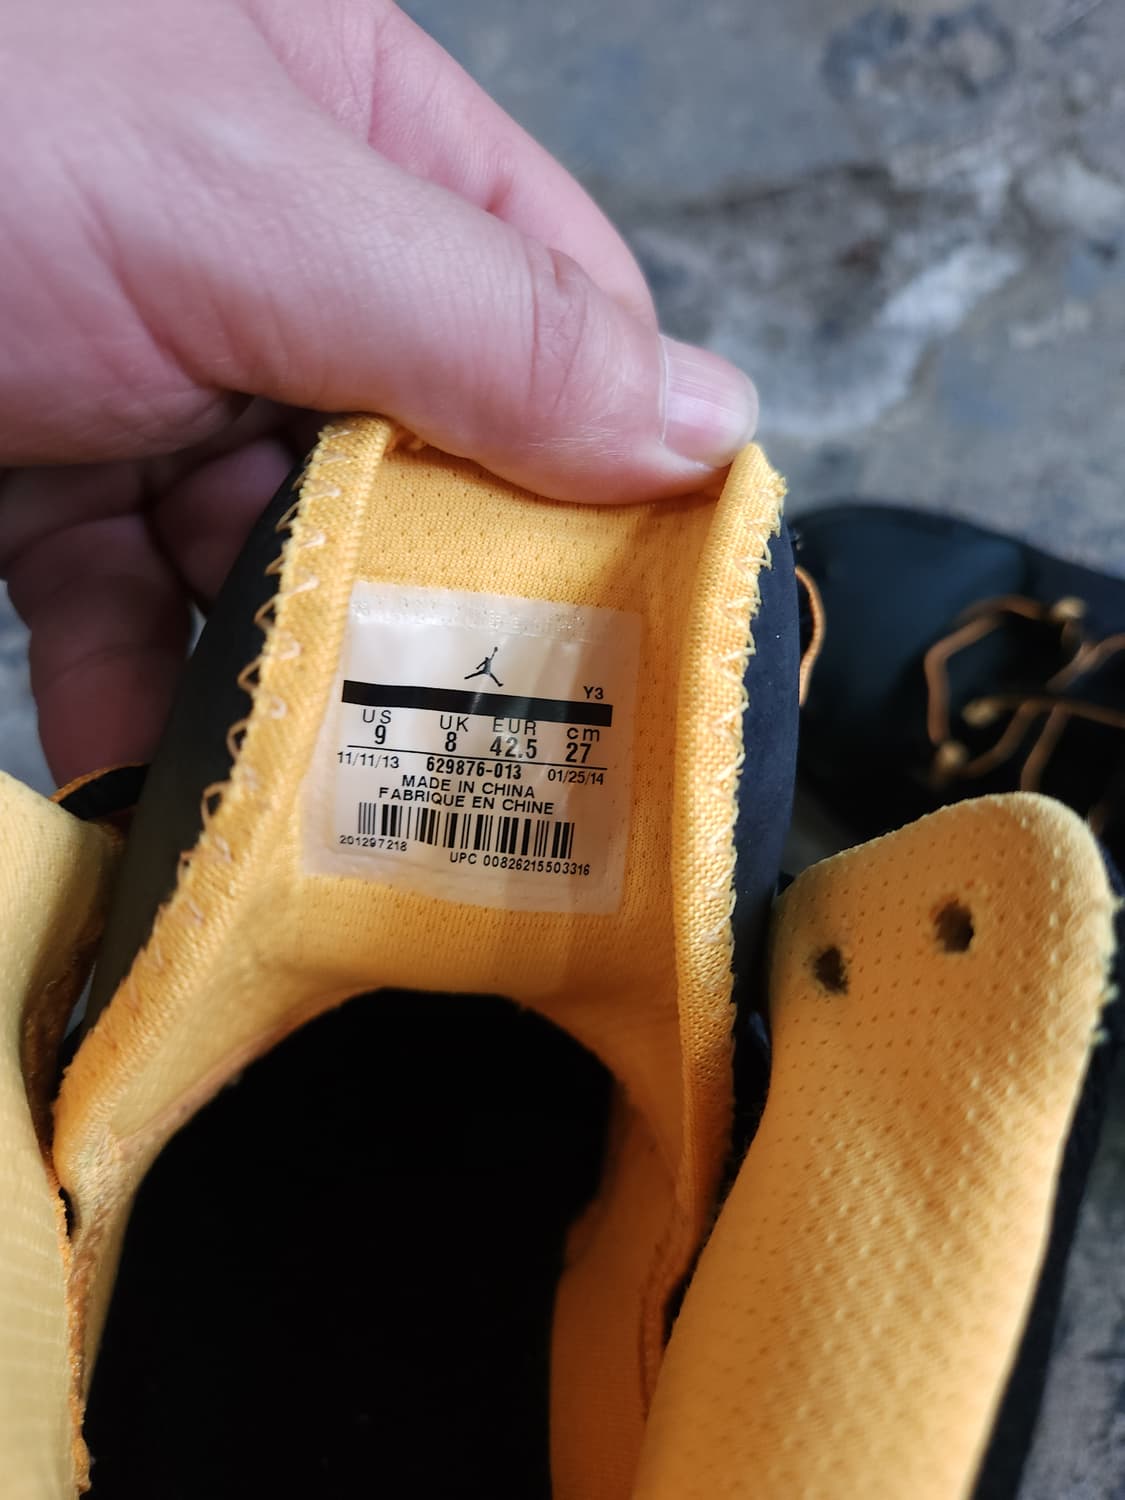 Y3
US UK EUR cm
9 8 42.5 27
11/11/13 629876-013 01/25/14
MADE IN CHINA
FABRIQUE EN CHINE
201297218
UPC 00826215503316